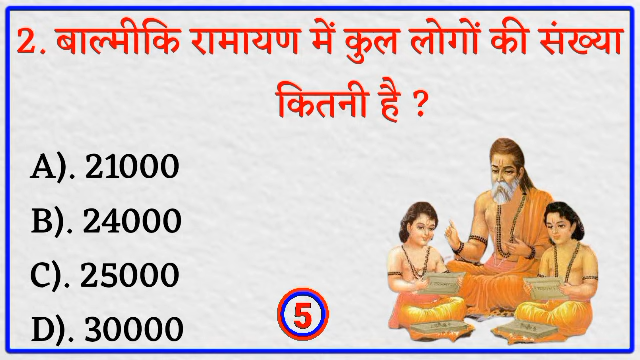 2. बाल्मीकि रामायण में कुल लोगों की संख्या
कितनी है ?
A). 21000
B). 24000
C). 25000
D). 30000
5